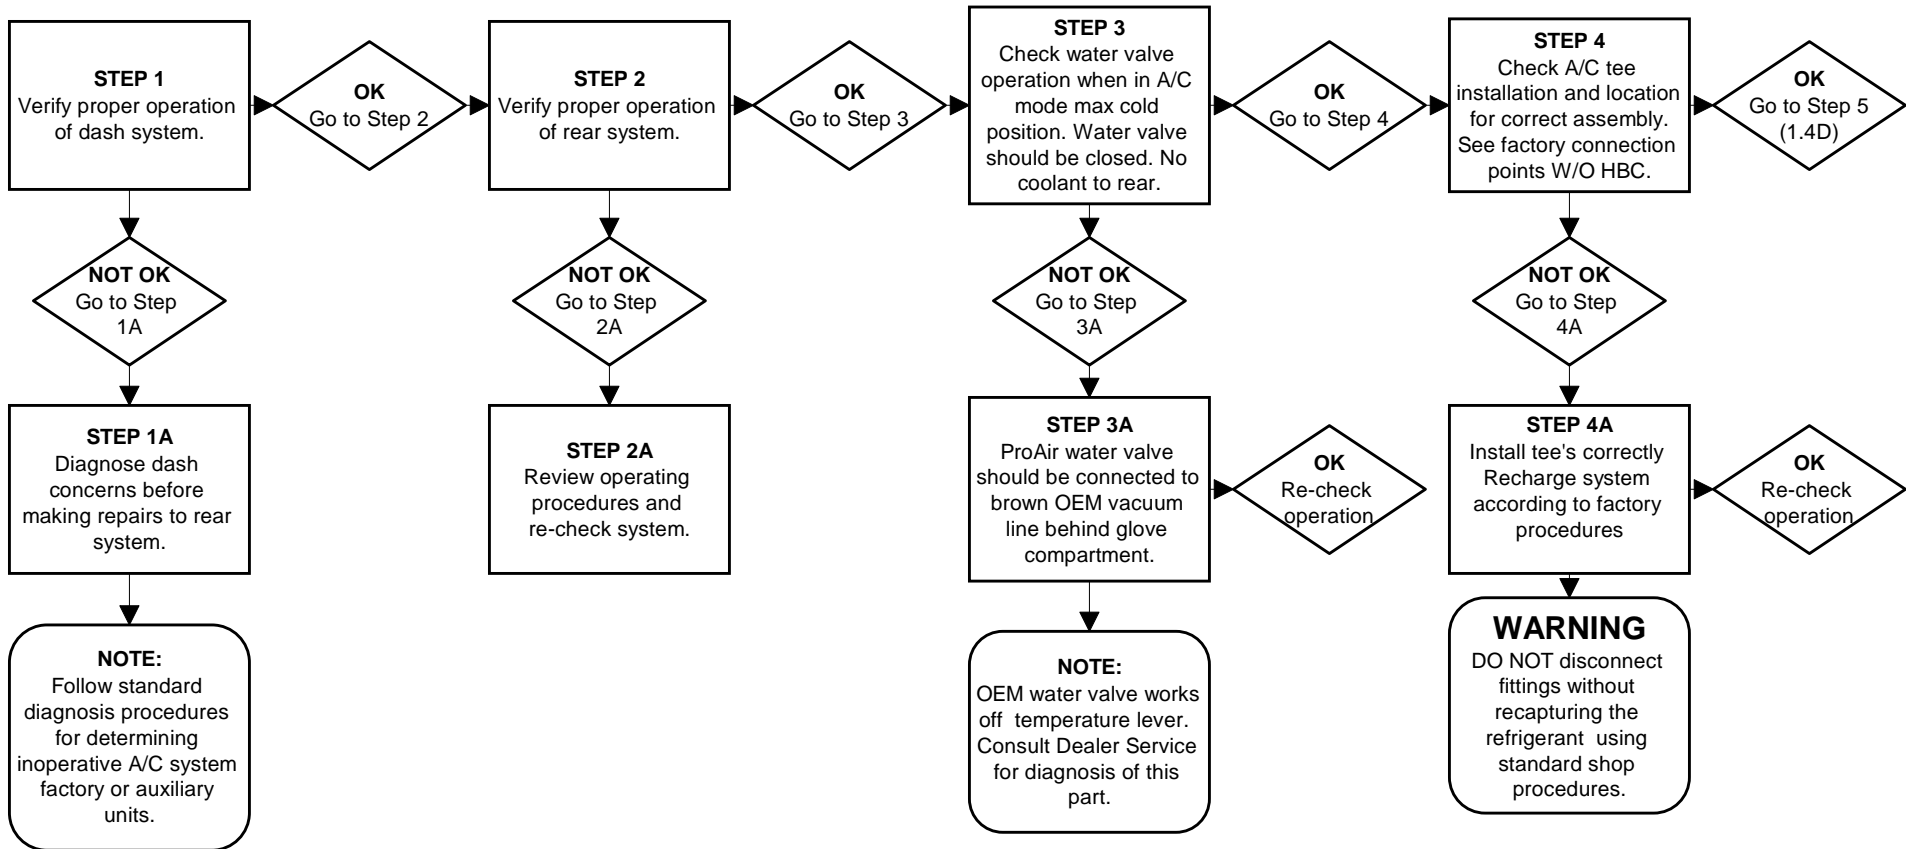 STEP 1
Verify proper operation
of dash system.
OK
Go to Step 2
STEP 2
Verify proper operation
of rear system.
OK
Go to Step 3
STEP 3
Check water valve
operation when in A/C
mode max cold
position. Water valve
should be closed. No
coolant to rear.
OK
Go to Step 4
STEP 4
Check A/C tee
installation and location
for correct assembly.
See factory connection
points W/O HBC.
OK
Go to Step 5
(1.4D)
NOT OK
Go to Step
1A
NOT OK
Go to Step
2A
NOT OK
Go to Step
3A
NOT OK
Go to Step
4A
STEP 1A
Diagnose dash
concerns before
making repairs to rear
system.
STEP 2A
Review operating
procedures and
re-check system.
STEP 3A
ProAir water valve
should be connected to
brown OEM vacuum
line behind glove
compartment.
OK
Re-check
operation
STEP 4A
Install tee's correctly
Recharge system
according to factory
procedures
OK
Re-check
operation
NOTE:
Follow standard
diagnosis procedures
for determining
inoperative A/C system
factory or auxiliary
units.
NOTE:
OEM water valve works
off temperature lever.
Consult Dealer Service
for diagnosis of this
part.
WARNING
DO NOT disconnect
fittings without
recapturing the
refrigerant using
standard shop
procedures.